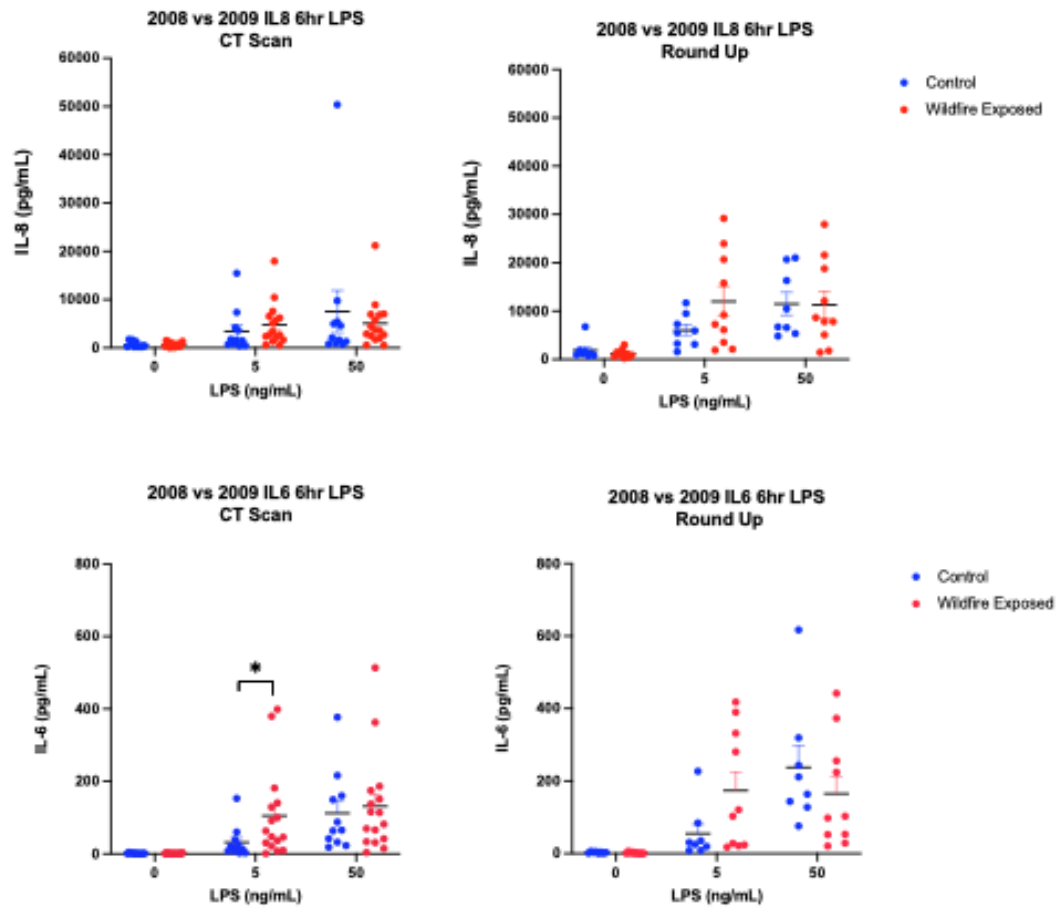 2008 vs 2009 IL8 6hr LPS
CT Scan
IL-8 (pg/mL)
60000
50000
40000
30000
20000
10000
0
0
5
50
LPS (ng/mL)
2008 vs 2009 IL8 6hr LPS
Round Up
IL-8 (pg/mL)
60000
50000
40000
30000
20000
10000
0
0
5
50
LPS (ng/mL)
Control
Wildfire Exposed
2008 vs 2009 IL6 6hr LPS
CT Scan
IL-6 (pg/mL)
800
600
400
200
0
*
0
5
50
LPS (ng/mL)
2008 vs 2009 IL6 6hr LPS
Round Up
IL-6 (pg/mL)
800
600
400
200
0
0
5
50
LPS (ng/mL)
Control
Wildfire Exposed